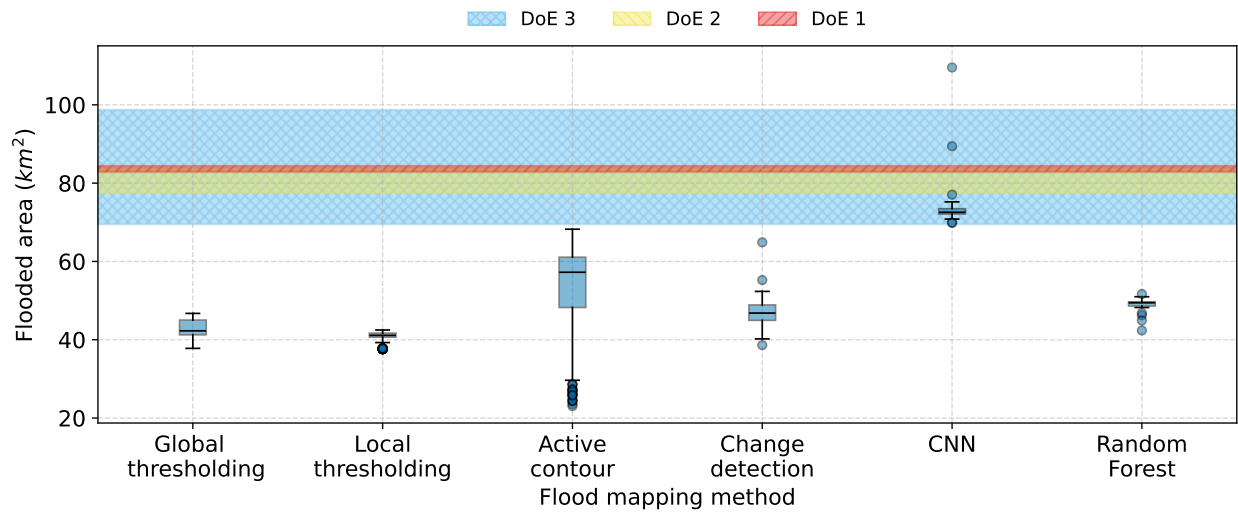 DoE 3 DoE 2 DoE 1
Flooded area (km²)
100
80
60
40
20
Global thresholding
Local thresholding
Active contour
Change detection
CNN
Random Forest
Flood mapping method